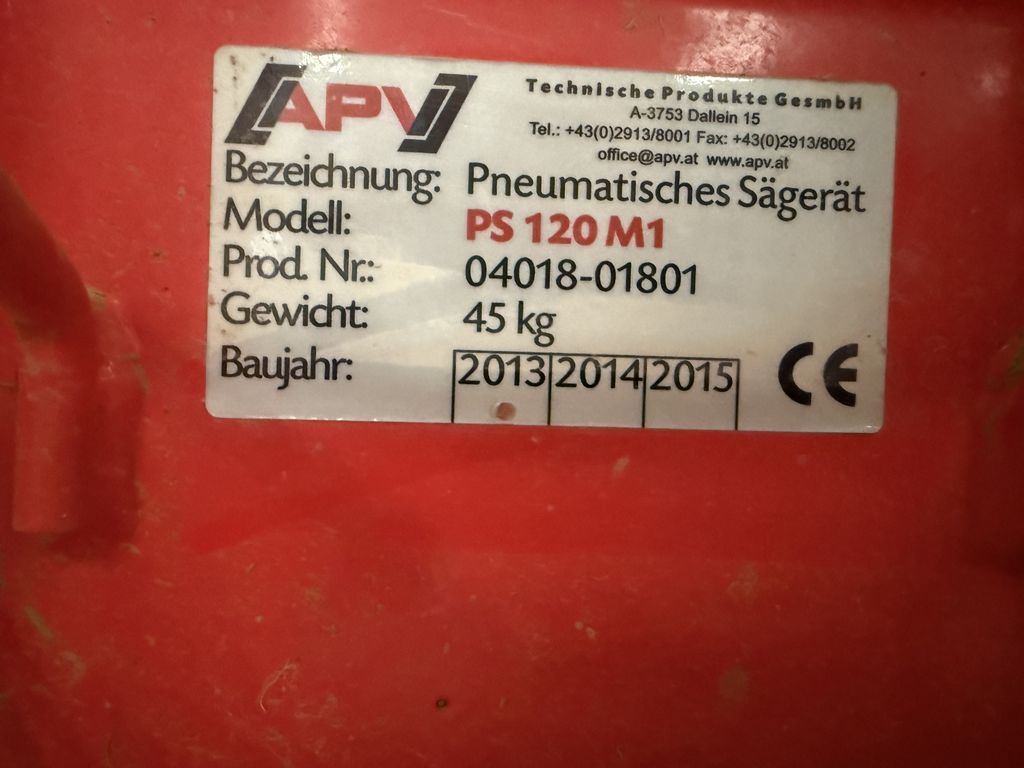 APV
Technische Produkte GesmbH
A-3753 Dallein 15
Tel.: +43(0)2913/8001 Fax: +43(0)2913/8002
office@apv.at www.apv.at
Bezeichnung: Pneumatisches Sägerät
Modell: PS 120 M1
Prod. Nr.: 04018-01801
Gewicht: 45 kg
Baujahr: 2013 2014 2015 CE